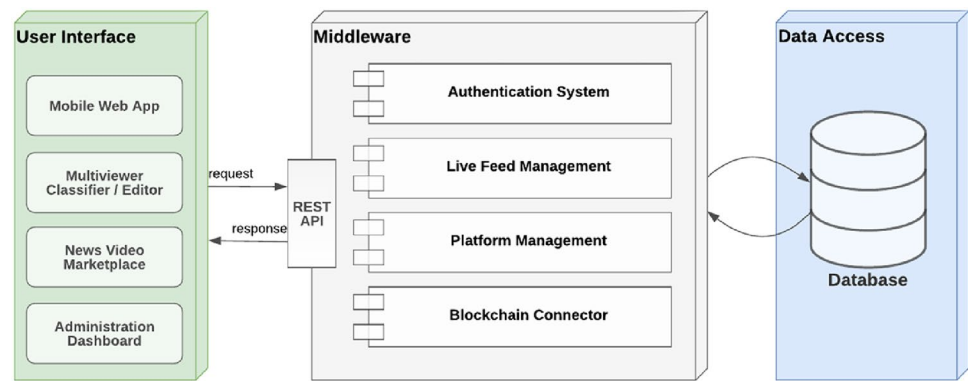 User Interface
Mobile Web App
Multiviewer
Classifier / Editor
News Video
Marketplace
Administration
Dashboard
request
response
REST
API
Middleware
Authentication System
Live Feed Management
Platform Management
Blockchain Connector
Data Access
Database